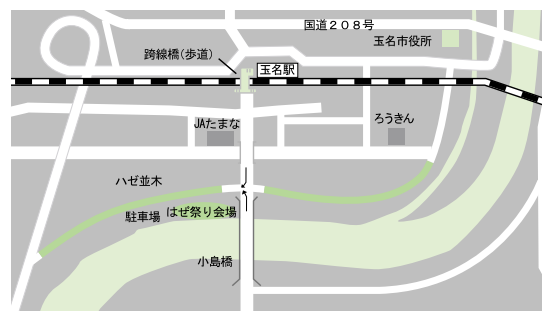 国道２０８号
玉名市役所
跨線橋(歩道)
玉名駅
JAたまな
ろうきん
ハゼ並木
駐車場
はぜ祭り会場
小島橋